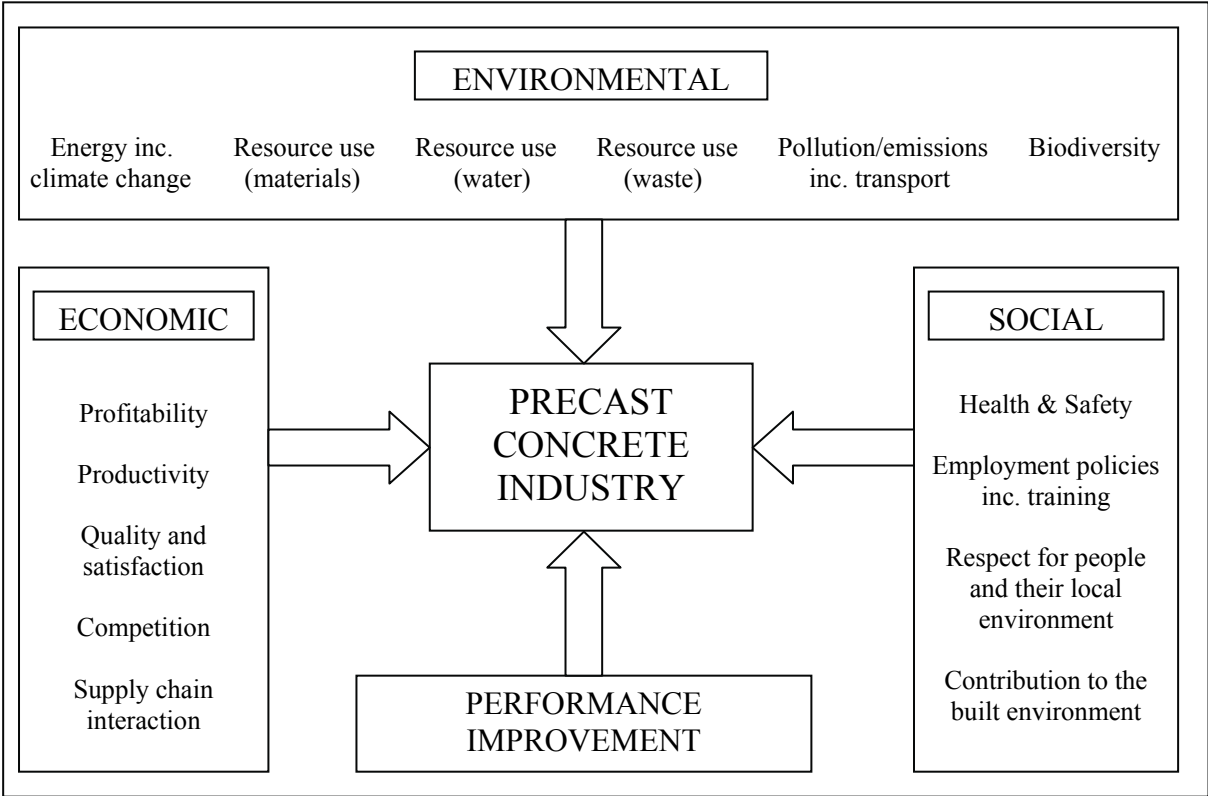 ENVIRONMENTAL
Energy inc.
climate change
Resource use
(materials)
Resource use
(water)
Resource use
(waste)
Pollution/emissions
inc. transport
Biodiversity
ECONOMIC
Profitability
Productivity
Quality and
satisfaction
Competition
Supply chain
interaction
PRECAST
CONCRETE
INDUSTRY
PERFORMANCE
IMPROVEMENT
SOCIAL
Health & Safety
Employment policies
inc. training
Respect for people
and their local
environment
Contribution to the
built environment